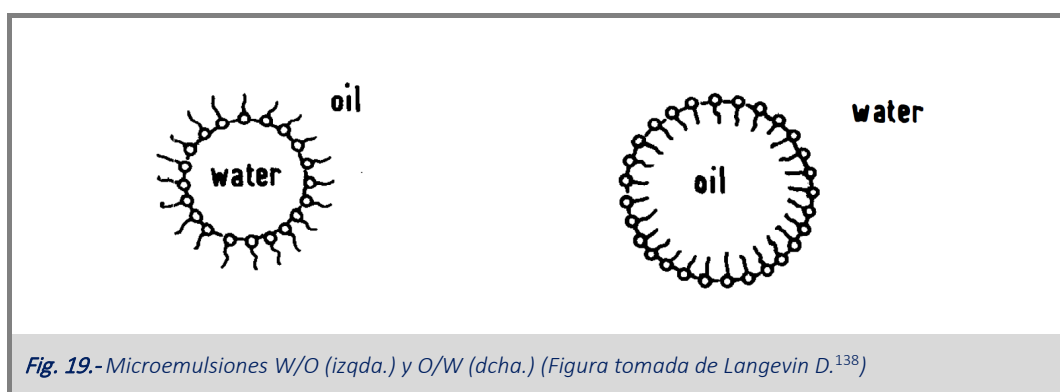 oil
water
water
oil
Fig. 19.- Microemulsiones W/O (izqda.) y O/W (dcha.) (Figura tomada de Langevin D.138)